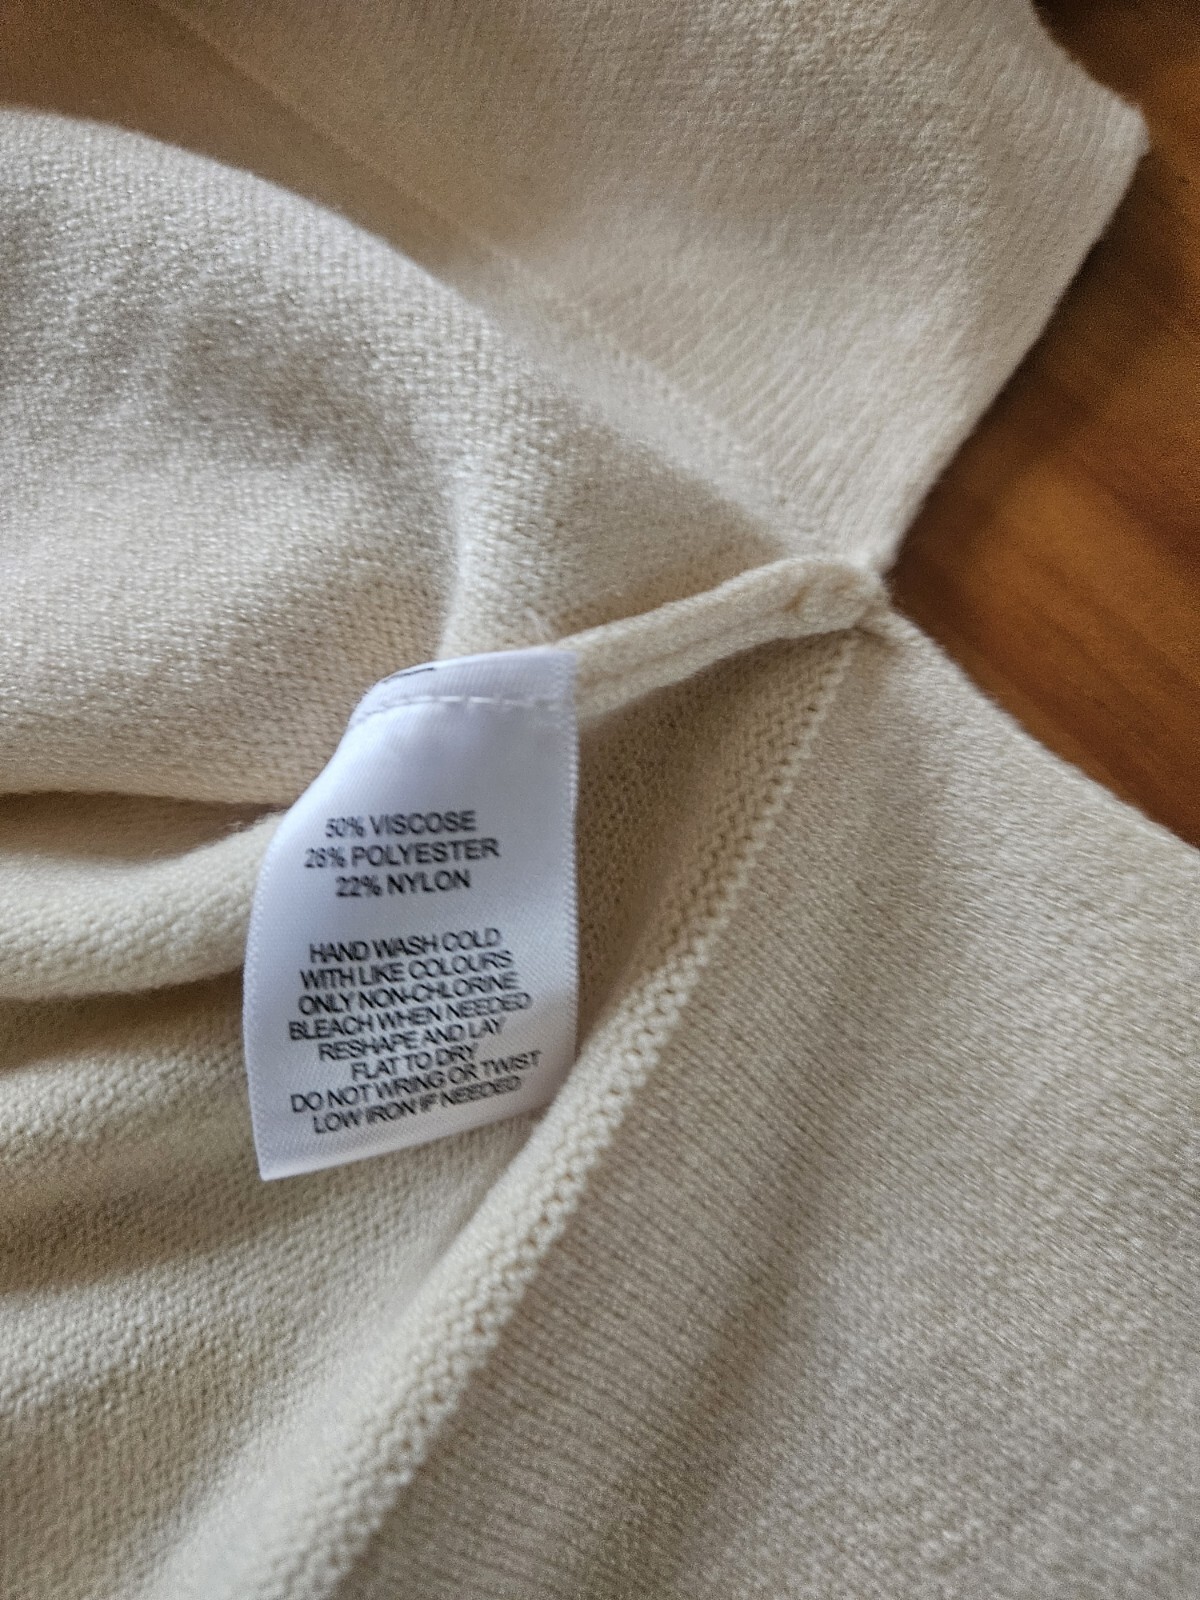 50% VISCOSE
28% POLYESTER
22% NYLON
HAND WASH COLD
WITH LIKE COLOURS
ONLY NON-CHLORINE
BLEACH WHEN NEEDED
RESHAPE AND LAY
FLAT TO DRY
DO NOT WRING OR TWIST
LOW IRON IF NEEDED